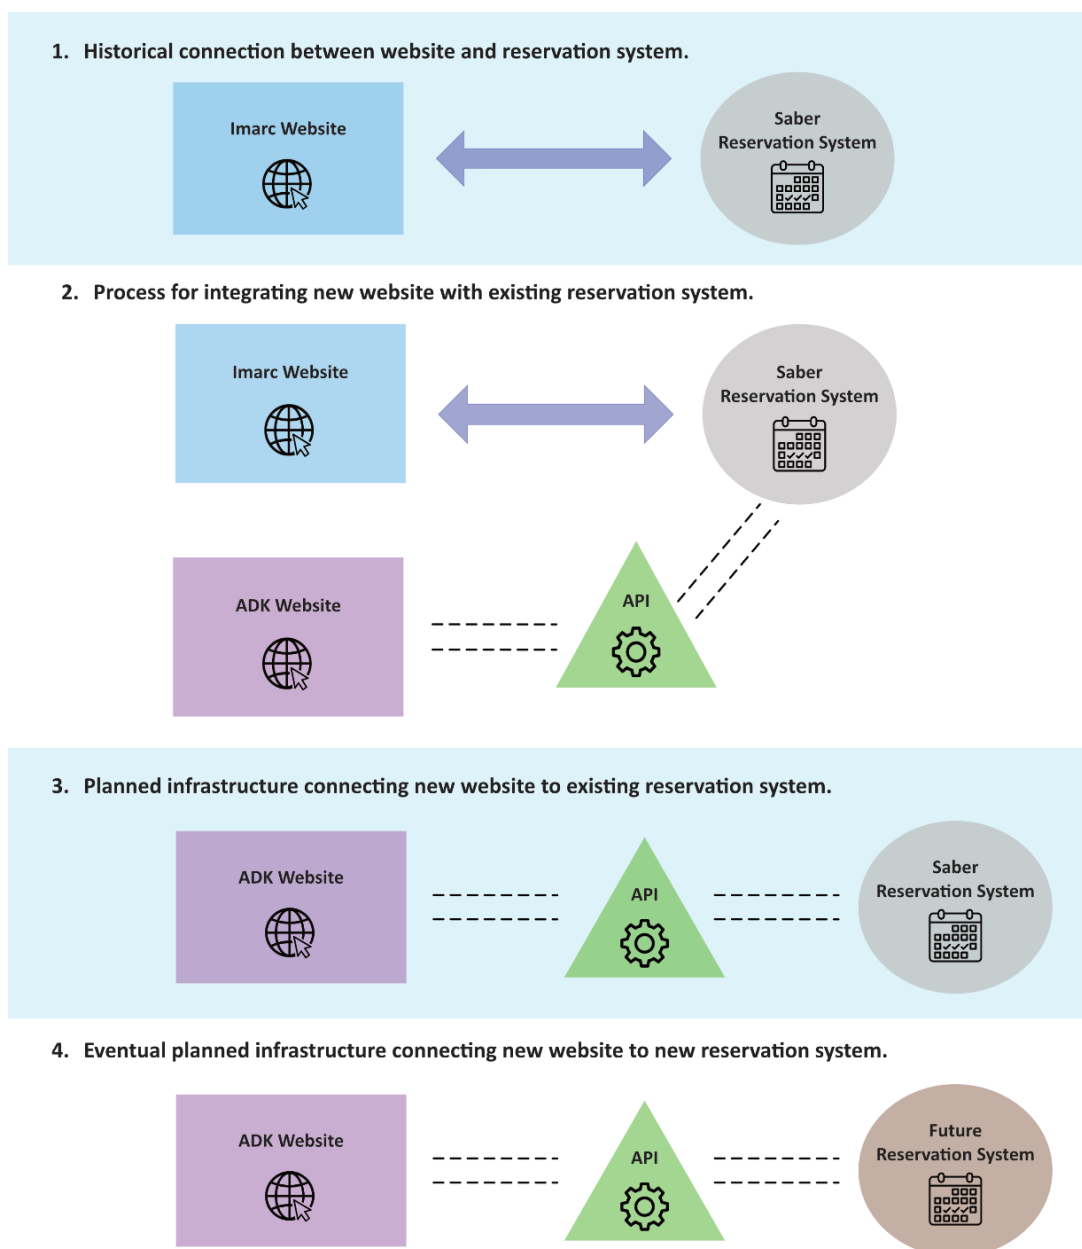 1. Historical connection between website and reservation system.
Imarc Website
Saber
Reservation System
2. Process for integrating new website with existing reservation system.
Imarc Website
Saber
Reservation System
ADK Website
API
3. Planned infrastructure connecting new website to existing reservation system.
ADK Website
API
Saber
Reservation System
4. Eventual planned infrastructure connecting new website to new reservation system.
ADK Website
API
Future
Reservation System